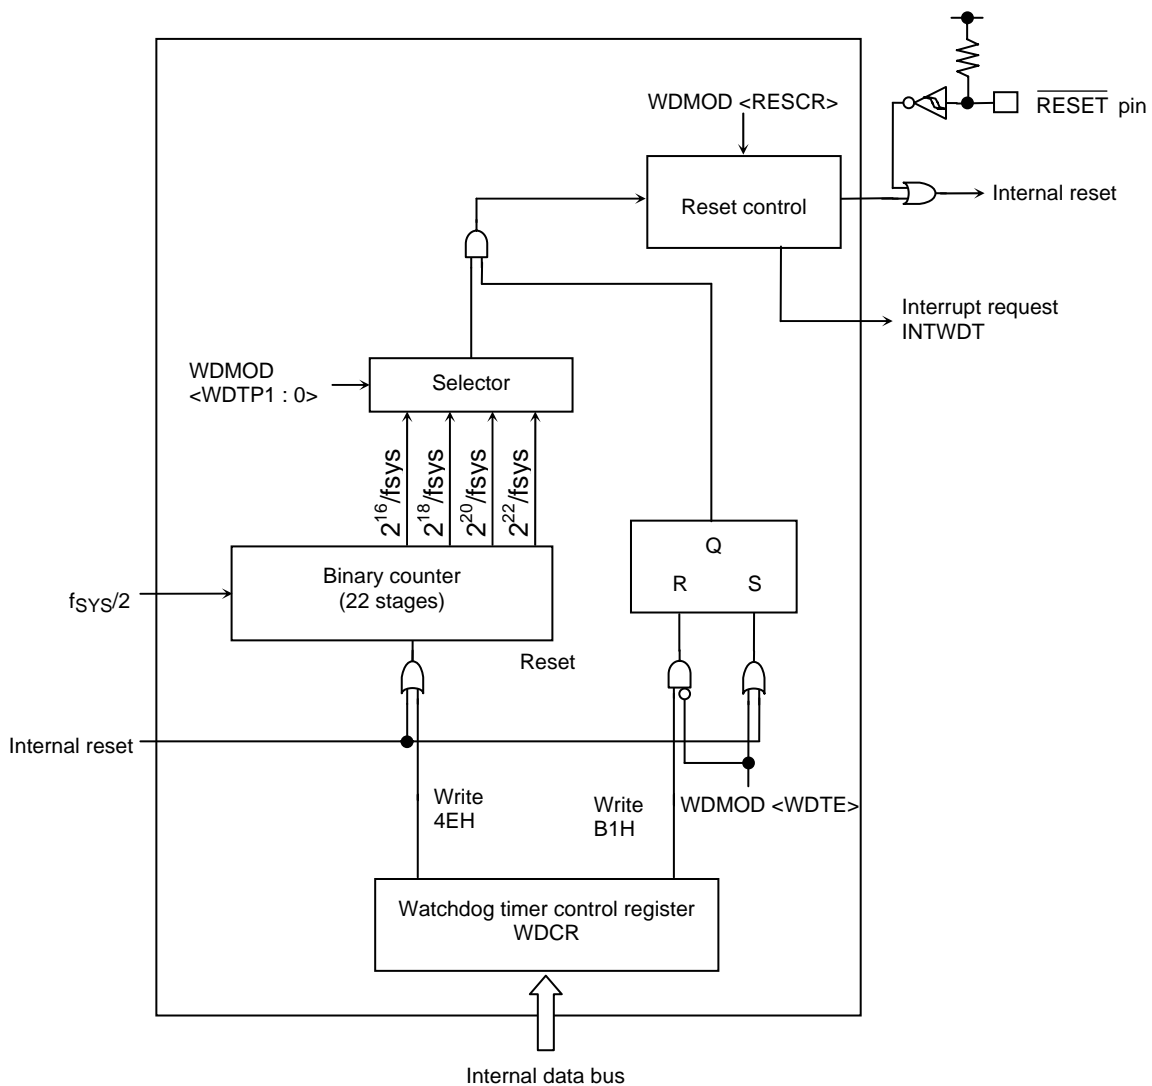 WDMOD <RESCR>
RESET pin
Reset control
Internal reset
Interrupt request
INTWDT
WDMOD
<WDTP1 : 0>
Selector
2^16/fsys
2^18/fsys
2^20/fsys
2^22/fsys
Q
R S
Binary counter
(22 stages)
fSYS/2
Reset
Internal reset
Write
4EH
Write
B1H
WDMOD <WDTE>
Watchdog timer control register
WDCR
Internal data bus